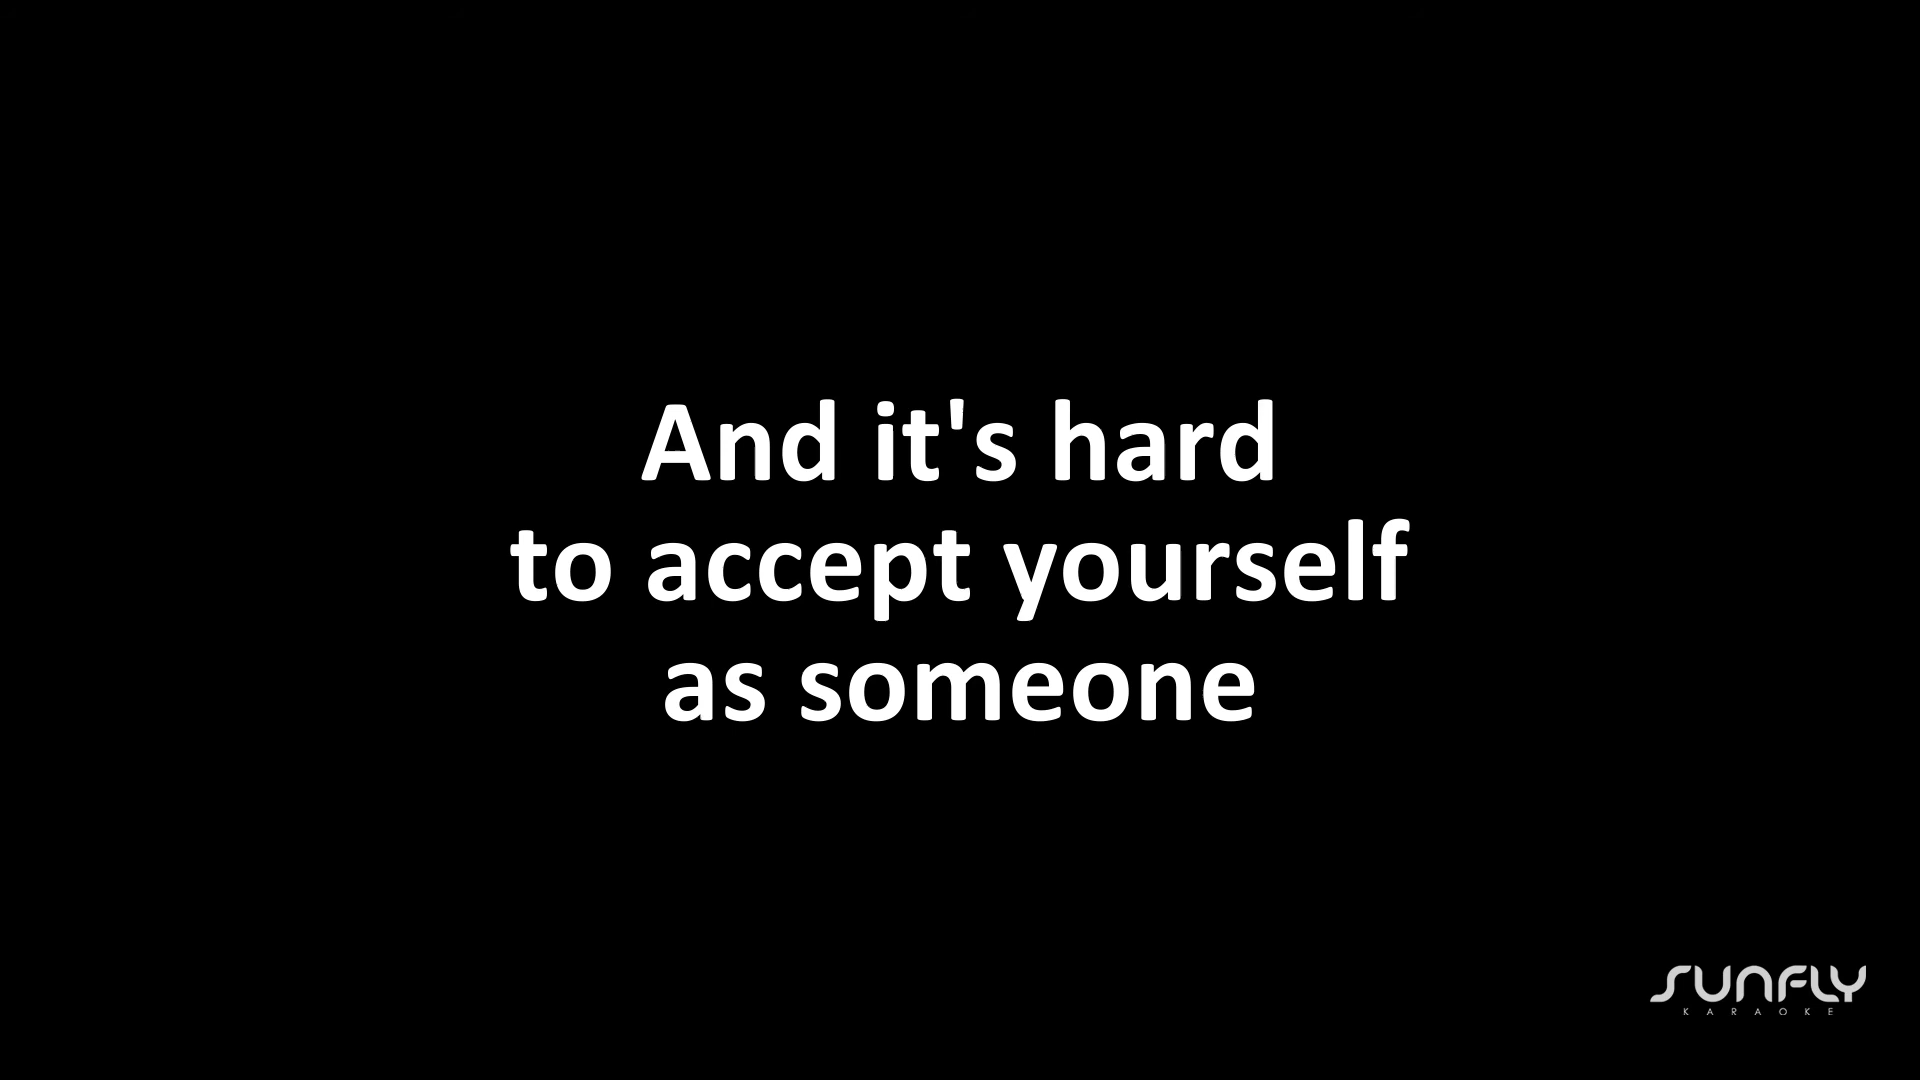 And it's hard
to accept yourself
as someone
SUNFLY
KARAOKE